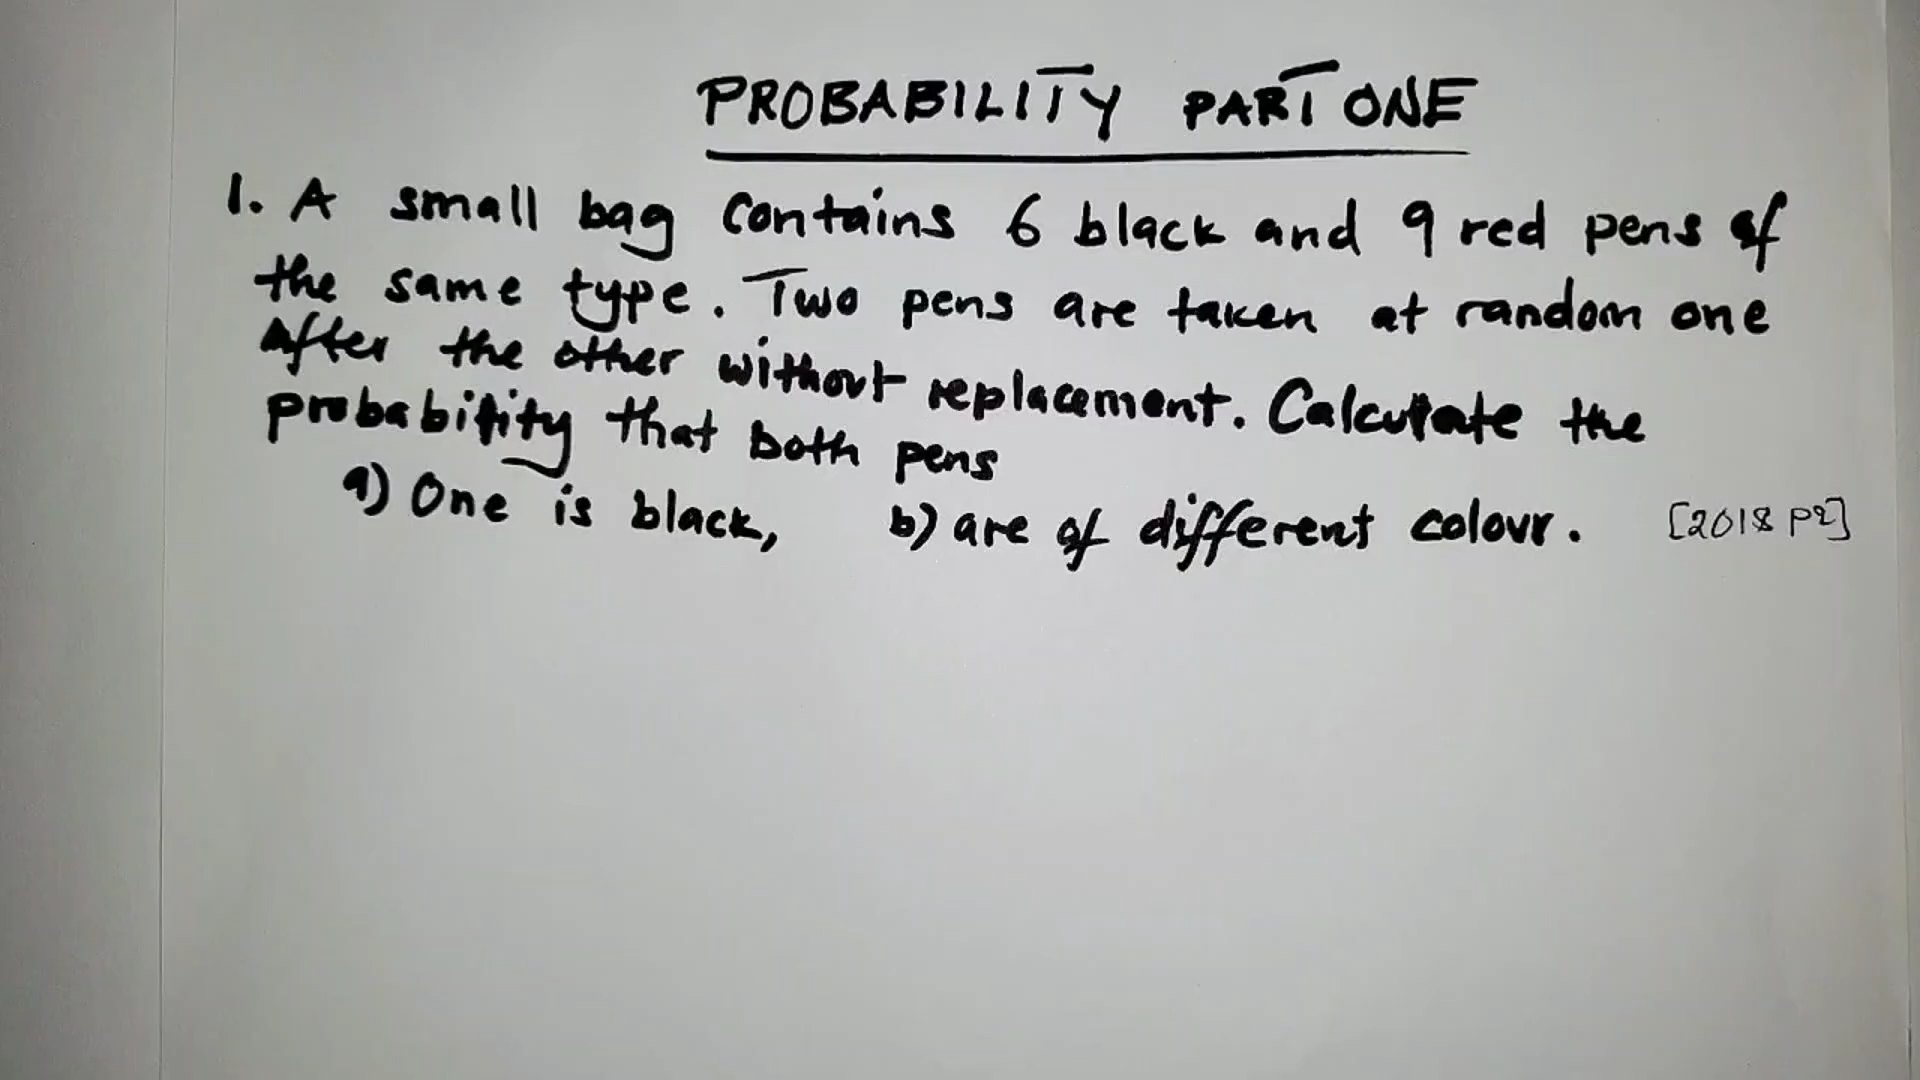 PROBABILITY PART ONE
1. A small bag contains 6 black and 9 red pens of
the same type. Two pens are taken at random one
after the other without replacement. Calculate the
probability that both pens
a) One is black, b) are of different colour. [2018 P2]